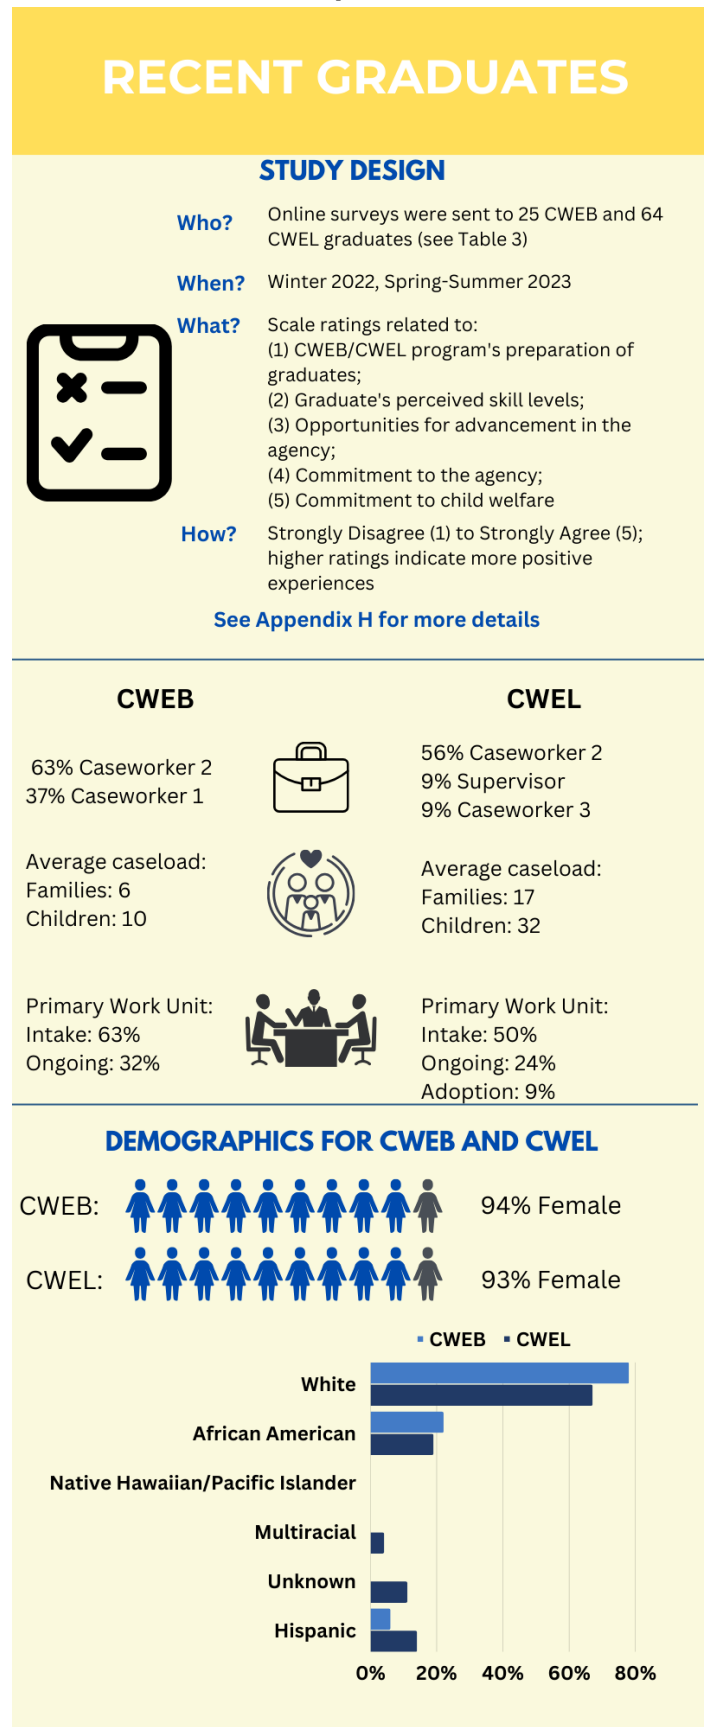 RECENT GRADUATES
STUDY DESIGN
Who?
Online surveys were sent to 25 CWEB and 64
CWEL graduates (see Table 3)
When?
Winter 2022, Spring-Summer 2023
What?
Scale ratings related to:
(1) CWEB/CWEL program's preparation of
graduates;
(2) Graduate's perceived skill levels;
(3) Opportunities for advancement in the
agency;
(4) Commitment to the agency;
(5) Commitment to child welfare
How?
Strongly Disagree (1) to Strongly Agree (5);
higher ratings indicate more positive
experiences
See Appendix H for more details
CWEB
63% Caseworker 2
37% Caseworker 1
Average caseload:
Families: 6
Children: 10
Primary Work Unit:
Intake: 63%
Ongoing: 32%
CWEL
56% Caseworker 2
9% Supervisor
9% Caseworker 3
Average caseload:
Families: 17
Children: 32
Primary Work Unit:
Intake: 50%
Ongoing: 24%
Adoption: 9%
DEMOGRAPHICS FOR CWEB AND CWEL
CWEB:
94% Female
CWEL:
93% Female
CWEB CWEL
White
African American
Native Hawaiian/Pacific Islander
Multiracial
Unknown
Hispanic
0% 20% 40% 60% 80%